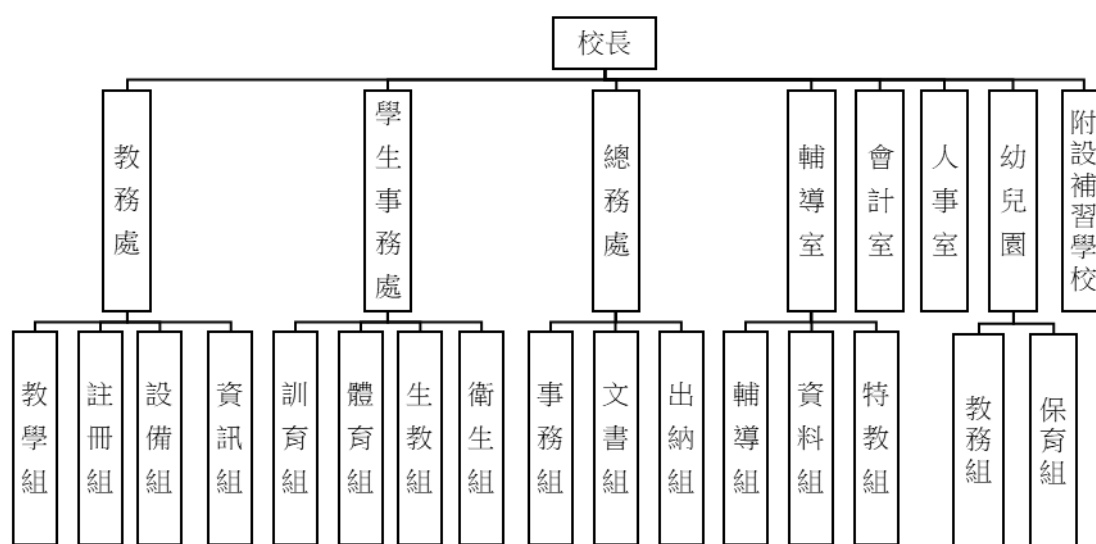 校長
教務處
學生事務處
總務處
輔導室
會計室
人事室
幼兒園
附設補習學校
教學組
註冊組
設備組
資訊組
訓育組
體育組
生教組
衛生組
事務組
文書組
出納組
輔導組
資料組
特教組
教務組
保育組